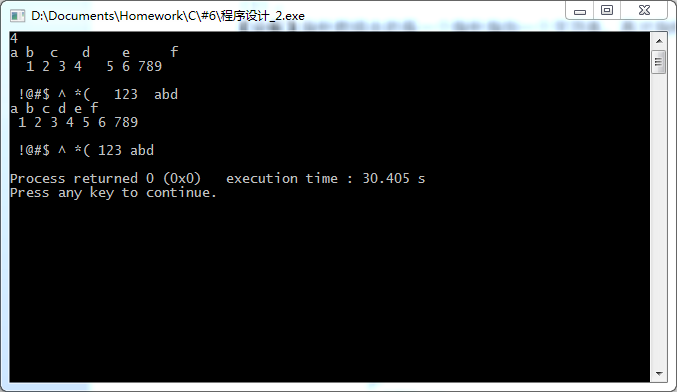 D:\Documents\Homework\C\#6\程序设计_2.exe
4
a b  c   d    e     f
  1 2 3 4   5 6 789

 !@#$ ^ *(   123  abd
a b c d e f
 1 2 3 4 5 6 789

 !@#$ ^ *( 123 abd

Process returned 0 (0x0)   execution time : 30.405 s
Press any key to continue.